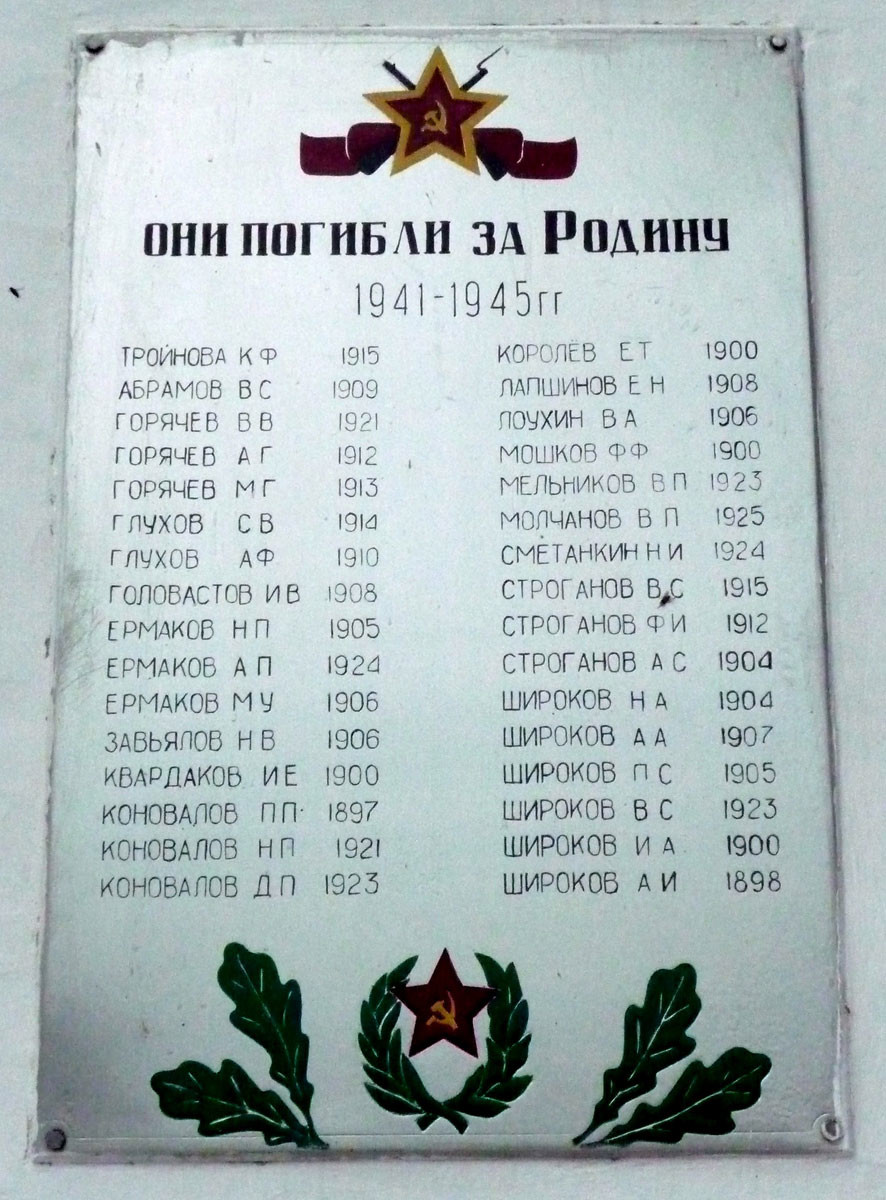 ОНИ ПОГИБЛИ ЗА РОДИНУ
1941-1945гг
ТРОЙНОВА К Ф 1915
АБРАМОВ В С 1909
ГОРЯЧЕВ В В 1921
ГОРЯЧЕВ А Г 1912
ГОРЯЧЕВ М Г 1913
ГЛУХОВ С В 1914
ГЛУХОВ А Ф 1910
ГОЛОВАСТОВ И В 1908
ЕРМАКОВ Н П 1905
ЕРМАКОВ А П 1924
ЕРМАКОВ М У 1906
ЗАВЬЯЛОВ Н В 1906
КВАРДАКОВ И Е 1900
КОНОВАЛОВ П П 1897
КОНОВАЛОВ Н П 1921
КОНОВАЛОВ Д П 1923
КОРОЛЁВ Е Т 1900
ЛАПШИНОВ Е Н 1908
ЛОУХИН В А 1906
МОШКОВ Ф Ф 1900
МЕЛЬНИКОВ В П 1923
МОЛЧАНОВ В П 1925
СМЕТАНКИН Н И 1924
СТРОГАНОВ В С 1915
СТРОГАНОВ Ф И 1912
СТРОГАНОВ А С 1904
ШИРОКОВ Н А 1904
ШИРОКОВ А А 1907
ШИРОКОВ П С 1905
ШИРОКОВ В С 1923
ШИРОКОВ И А 1900
ШИРОКОВ А И 1898